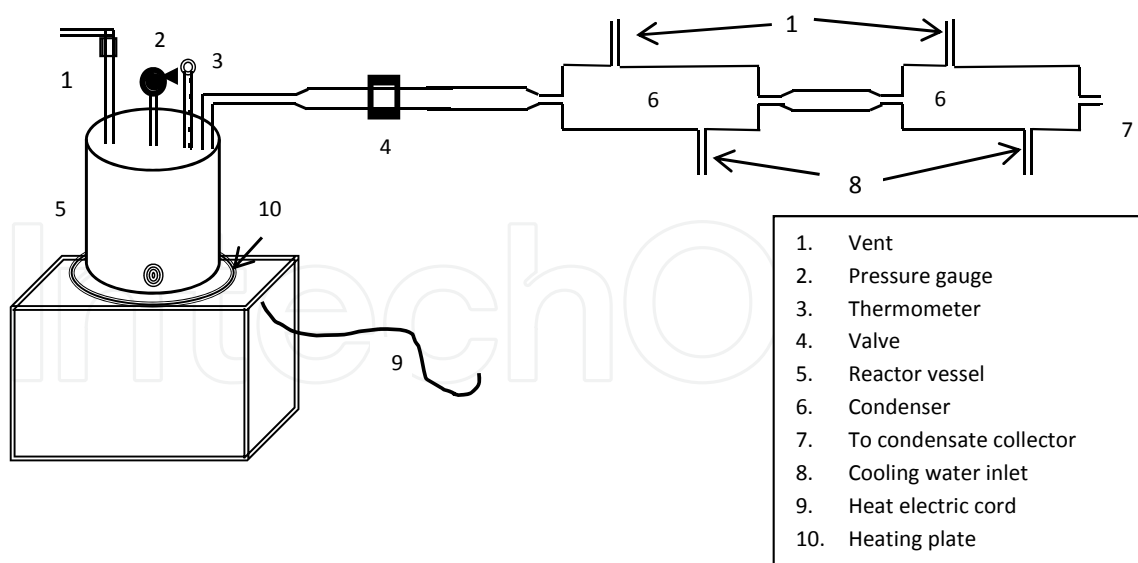 1
2
3
1
6
6
7
4
8
5
10
9
1. Vent
2. Pressure gauge
3. Thermometer
4. Valve
5. Reactor vessel
6. Condenser
7. To condensate collector
8. Cooling water inlet
9. Heat electric cord
10. Heating plate
IntechO